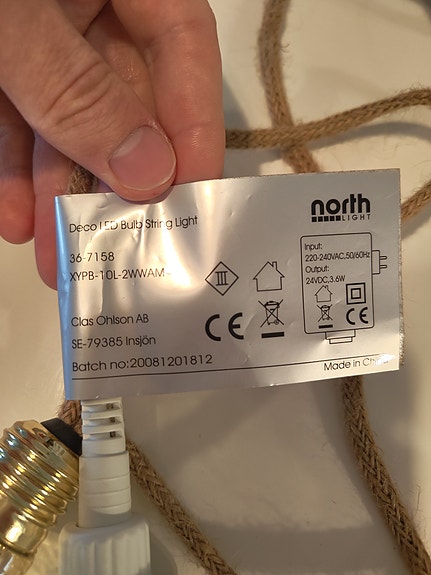 north
LIGHT
Deco LED Bulb String Light
36-7158
XYPB-10L-2WWAM
III
Input:
220-240VAC,50/60Hz
Output:
24VDC,3.6W
Clas Ohlson AB
CE
CE
SE-79385 Insjön
Batch no:20081201812
Made in China